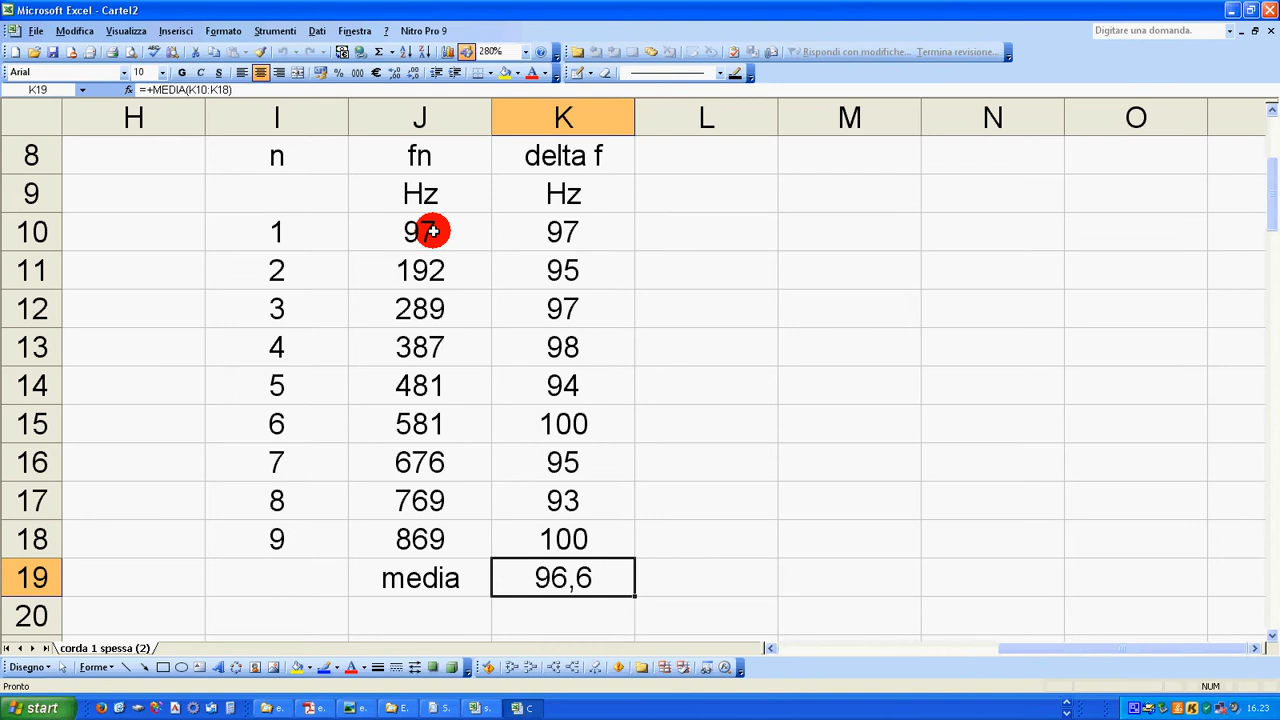 Microsoft Excel - Cartel2
File Modifica Visualizza Inserisci Formato Strumenti Dati Finestra Nitro Pro 9 Digitare una domanda.
Σ 280% Rispondi con modifiche... Termina revisione...
Arial 10 G C S % 000 €
K19 fx =+MEDIA(K10:K18)
H I J K L M N O
8 n fn delta f
9 Hz Hz
10 1 97 97
11 2 192 95
12 3 289 97
13 4 387 98
14 5 481 94
15 6 581 100
16 7 676 95
17 8 769 93
18 9 869 100
19 media 96,6
20
corda 1 spessa (2)
Disegno Forme
Pronto NUM
start e. e. E. S. s. C 16.23